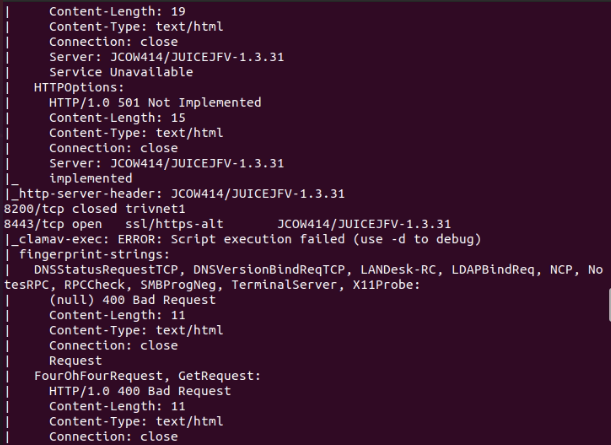 |     Content-Length: 19
|     Content-Type: text/html
|     Connection: close
|     Server: JCOW414/JUICEJFV-1.3.31
|     Service Unavailable
|   HTTPOptions:
|     HTTP/1.0 501 Not Implemented
|     Content-Length: 15
|     Content-Type: text/html
|     Connection: close
|     Server: JCOW414/JUICEJFV-1.3.31
|_    implemented
|_http-server-header: JCOW414/JUICEJFV-1.3.31
8200/tcp closed trivnet1
8443/tcp open   ssl/https-alt       JCOW414/JUICEJFV-1.3.31
|_clamav-exec: ERROR: Script execution failed (use -d to debug)
| fingerprint-strings:
|   DNSStatusRequestTCP, DNSVersionBindReqTCP, LANDesk-RC, LDAPBindReq, NCP, No
tesRPC, RPCCheck, SMBProgNeg, TerminalServer, X11Probe:
|     (null) 400 Bad Request
|     Content-Length: 11
|     Content-Type: text/html
|     Connection: close
|     Request
|   FourOhFourRequest, GetRequest:
|     HTTP/1.0 400 Bad Request
|     Content-Length: 11
|     Content-Type: text/html
|     Connection: close